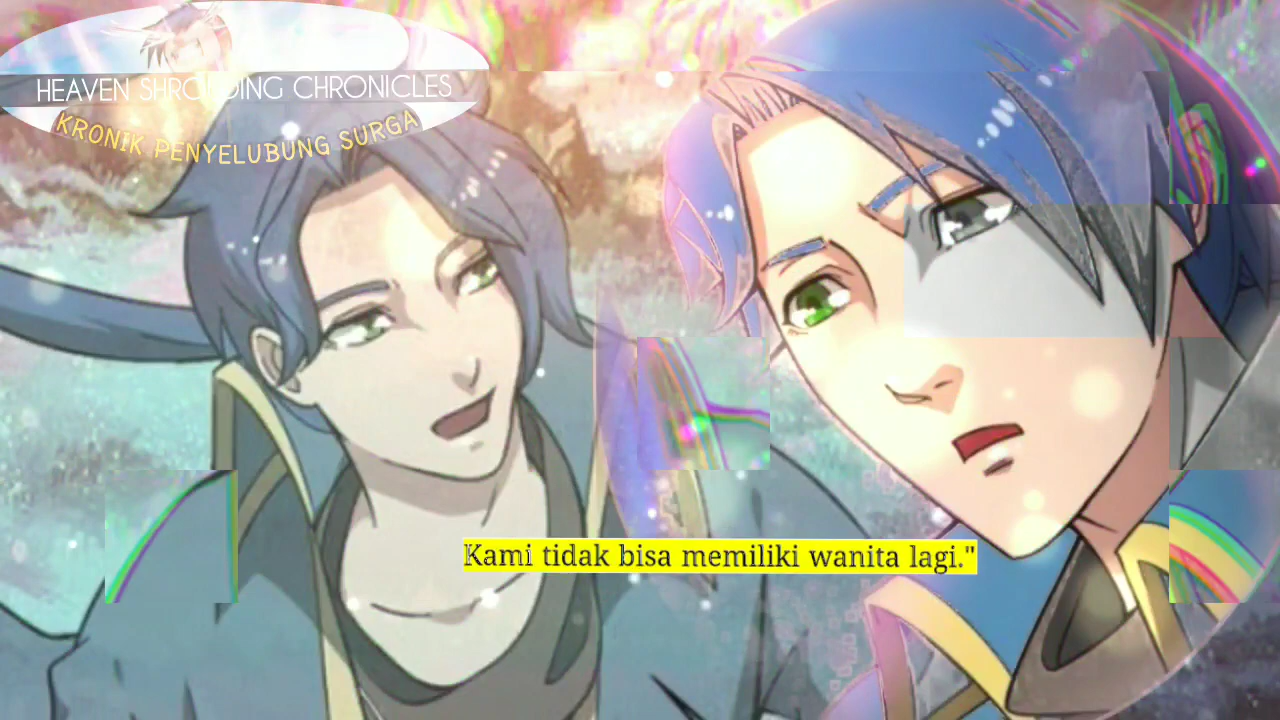 HEAVEN SHROUDING CHRONICLES
KRONIK PENYELUBUNG SURGA
Kami tidak bisa memiliki wanita lagi."